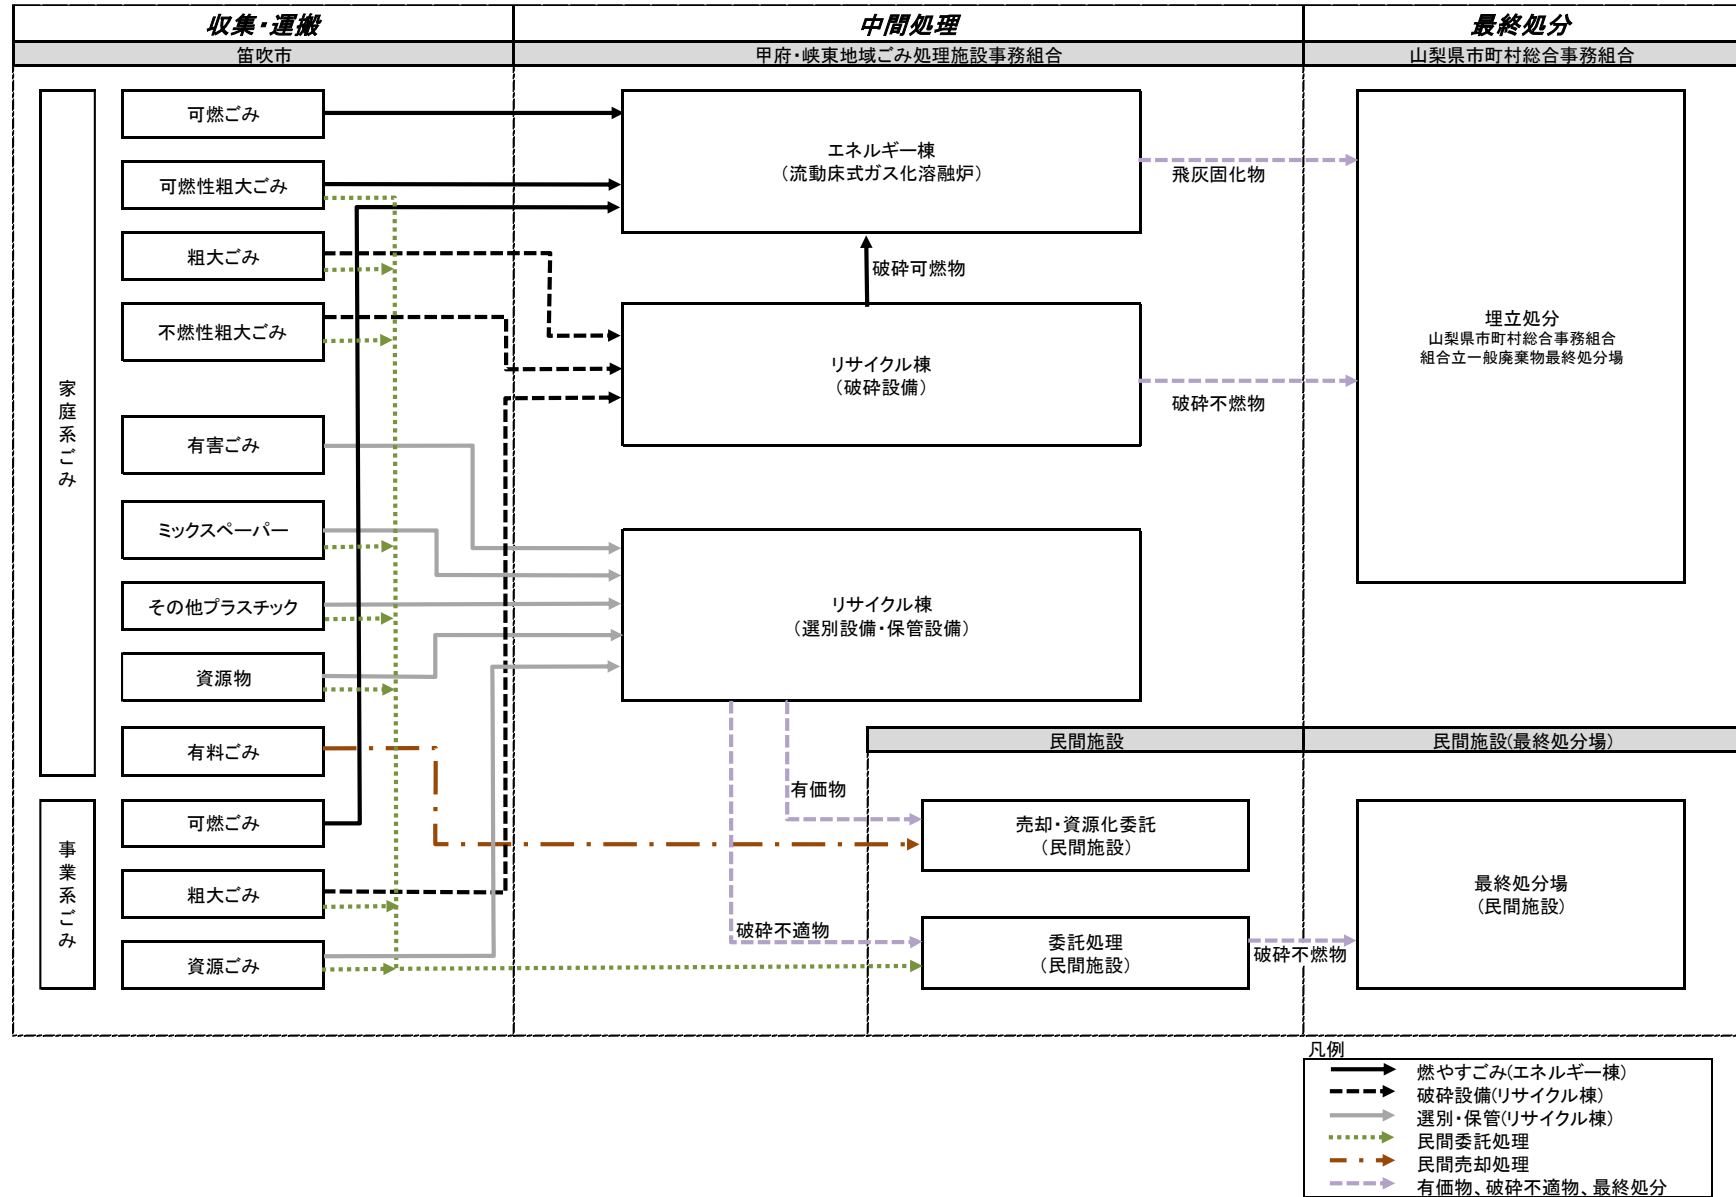 収集・運搬
中間処理
最終処分
笛吹市
甲府・峡東地域ごみ処理施設事務組合
山梨県市町村総合事務組合
家庭系ごみ
可燃ごみ
可燃性粗大ごみ
粗大ごみ
不燃性粗大ごみ
有害ごみ
ミックスペーパー
その他プラスチック
資源物
有料ごみ
事業系ごみ
可燃ごみ
粗大ごみ
資源ごみ
エネルギー棟
(流動床式ガス化溶融炉)
破砕可燃物
リサイクル棟
(破砕設備)
リサイクル棟
(選別設備・保管設備)
飛灰固化物
破砕不燃物
埋立処分
山梨県市町村総合事務組合
組合立一般廃棄物最終処分場
民間施設
民間施設(最終処分場)
有価物
売却・資源化委託
(民間施設)
破砕不適物
委託処理
(民間施設)
破砕不燃物
最終処分場
(民間施設)
凡例
燃やすごみ(エネルギー棟)
破砕設備(リサイクル棟)
選別・保管(リサイクル棟)
民間委託処理
民間売却処理
有価物、破砕不適物、最終処分